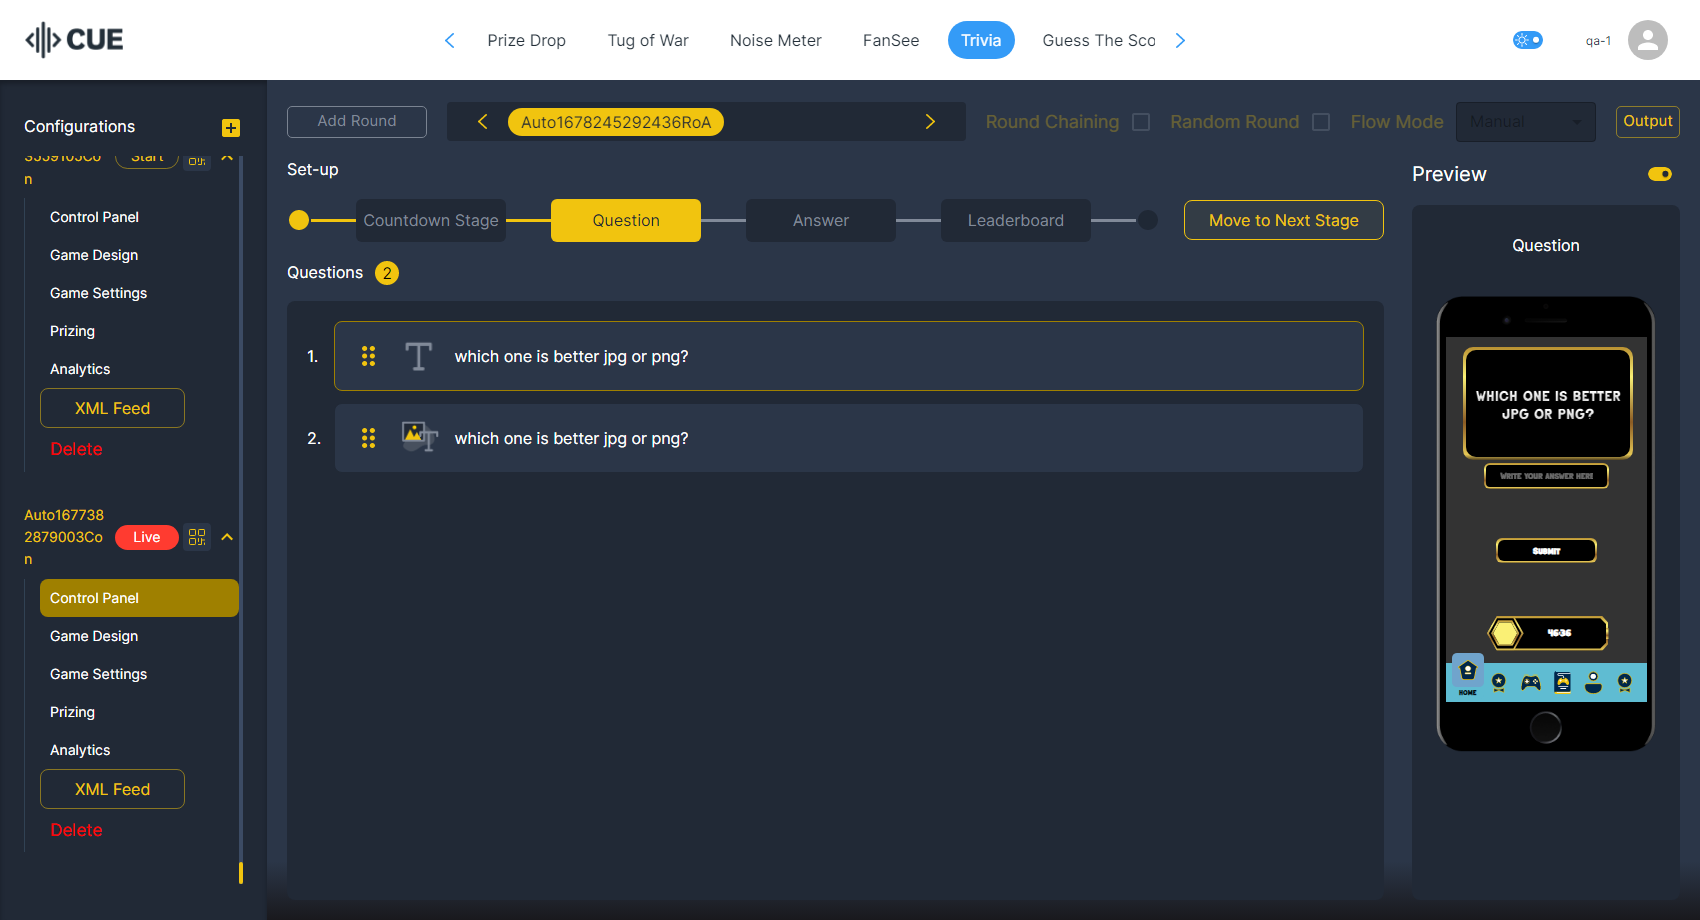 CUE
Prize Drop
Tug of War
Noise Meter
FanSee
Trivia
Guess The Sco
qa-1
Configurations
Start
n
Control Panel
Game Design
Game Settings
Prizing
Analytics
XML Feed
Delete
Auto167738
2879003Co
n
Live
Control Panel
Game Design
Game Settings
Prizing
Analytics
XML Feed
Delete
Add Round
Auto1678245292436RoA
Round Chaining
Random Round
Flow Mode
Manual
Output
Set-up
Countdown Stage
Question
Answer
Leaderboard
Move to Next Stage
Questions 2
1. which one is better jpg or png?
2. which one is better jpg or png?
Preview
Question
WHICH ONE IS BETTER
JPG OR PNG?
WRITE YOUR ANSWER HERE
SUBMIT
4636
HOME